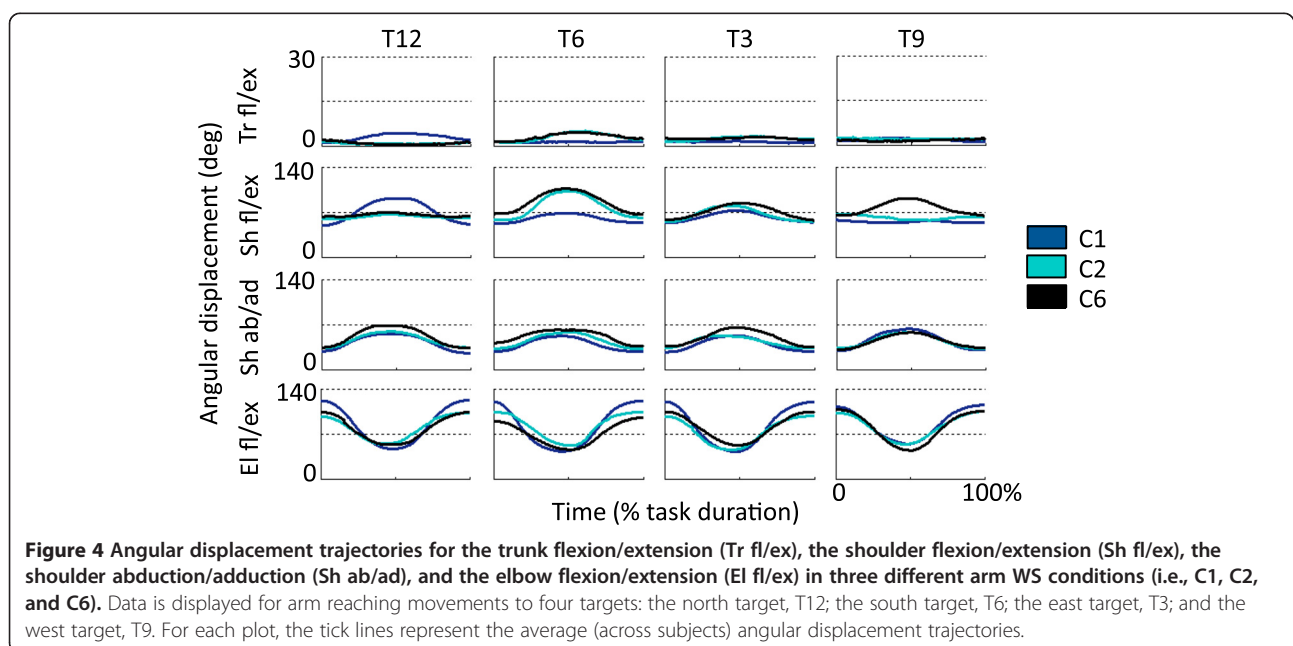 T12 T6 T3 T9
Angular displacement (deg)
Tr fl/ex
30
0
Sh fl/ex
140
0
Sh ab/ad
140
0
El fl/ex
140
0
0 100%
Time (% task duration)
C1
C2
C6
Figure 4 Angular displacement trajectories for the trunk flexion/extension (Tr fl/ex), the shoulder flexion/extension (Sh fl/ex), the
shoulder abduction/adduction (Sh ab/ad), and the elbow flexion/extension (El fl/ex) in three different arm WS conditions (i.e., C1, C2,
and C6). Data is displayed for arm reaching movements to four targets: the north target, T12; the south target, T6; the east target, T3; and the
west target, T9. For each plot, the tick lines represent the average (across subjects) angular displacement trajectories.